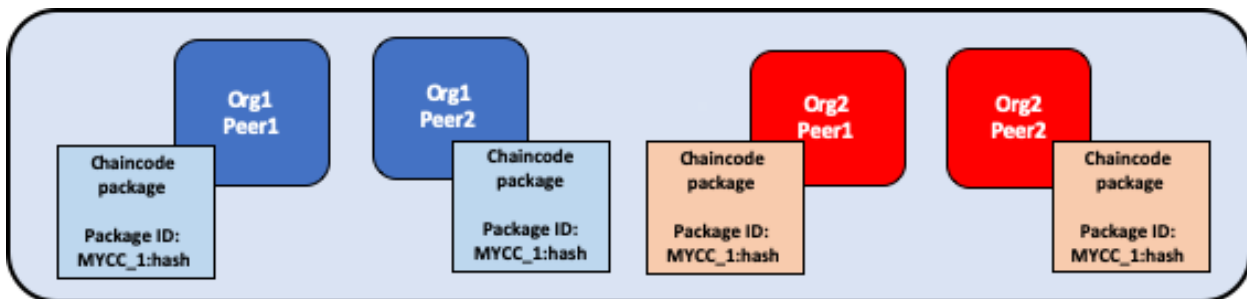 Org1
Peer1
Org1
Peer2
Org2
Peer1
Org2
Peer2
Chaincode
package
Package ID:
MYCC_1:hash
Chaincode
package
Package ID:
MYCC_1:hash
Chaincode
package
Package ID:
MYCC_1:hash
Chaincode
package
Package ID:
MYCC_1:hash